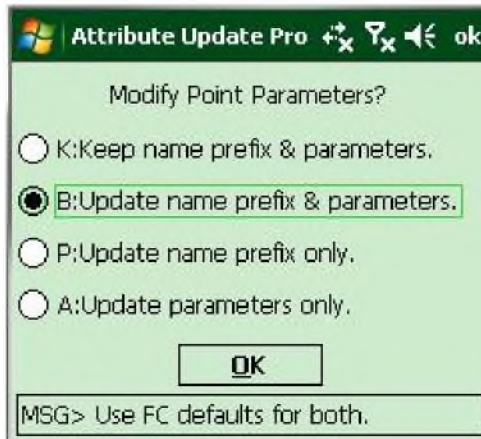 Attribute Update Pro ok
Modify Point Parameters?
K:Keep name prefix & parameters.
B:Update name prefix & parameters.
P:Update name prefix only.
A:Update parameters only.
OK
MSG> Use FC defaults for both.